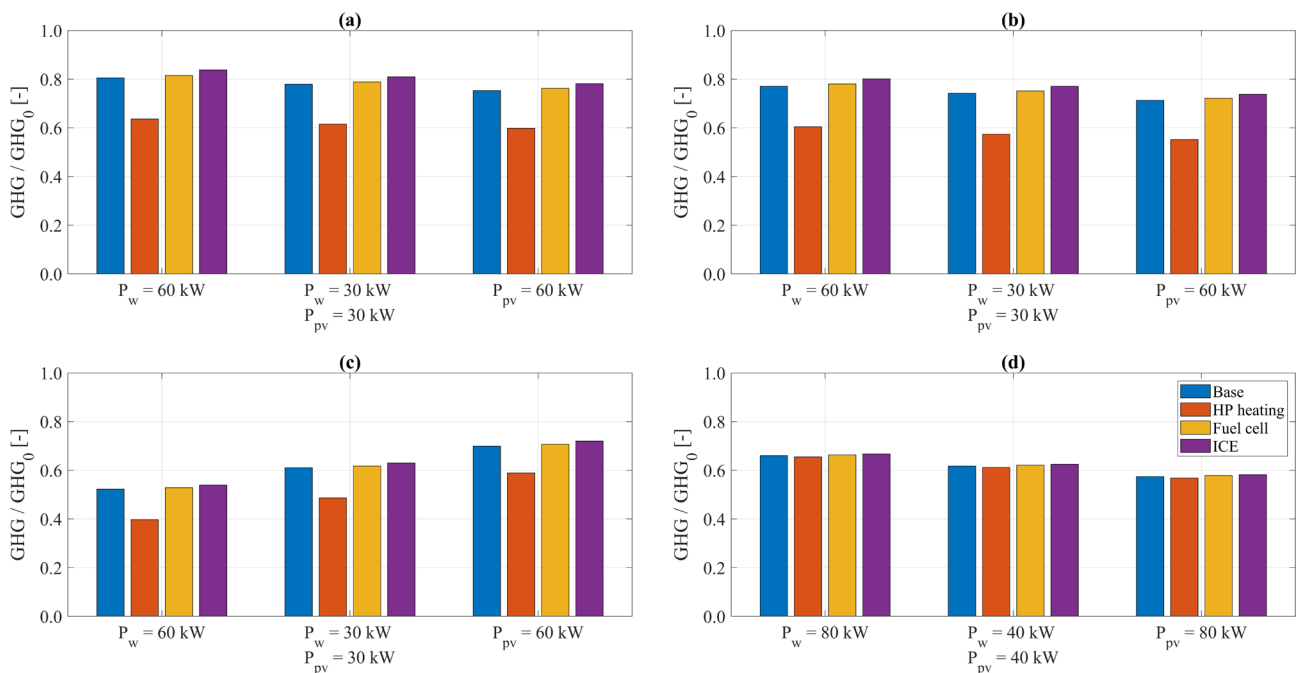 (a)
GHG / GHG0 [-]
1.0
0.8
0.6
0.4
0.2
0.0
Pw = 60 kW
Pw = 30 kW
Ppv = 30 kW
Ppv = 60 kW
(b)
GHG / GHG0 [-]
1.0
0.8
0.6
0.4
0.2
0.0
Pw = 60 kW
Pw = 30 kW
Ppv = 30 kW
Ppv = 60 kW
(c)
GHG / GHG0 [-]
1.0
0.8
0.6
0.4
0.2
0.0
Pw = 60 kW
Pw = 30 kW
Ppv = 30 kW
Ppv = 60 kW
(d)
GHG / GHG0 [-]
1.0
0.8
0.6
0.4
0.2
0.0
Base
HP heating
Fuel cell
ICE
Pw = 80 kW
Pw = 40 kW
Ppv = 40 kW
Ppv = 80 kW